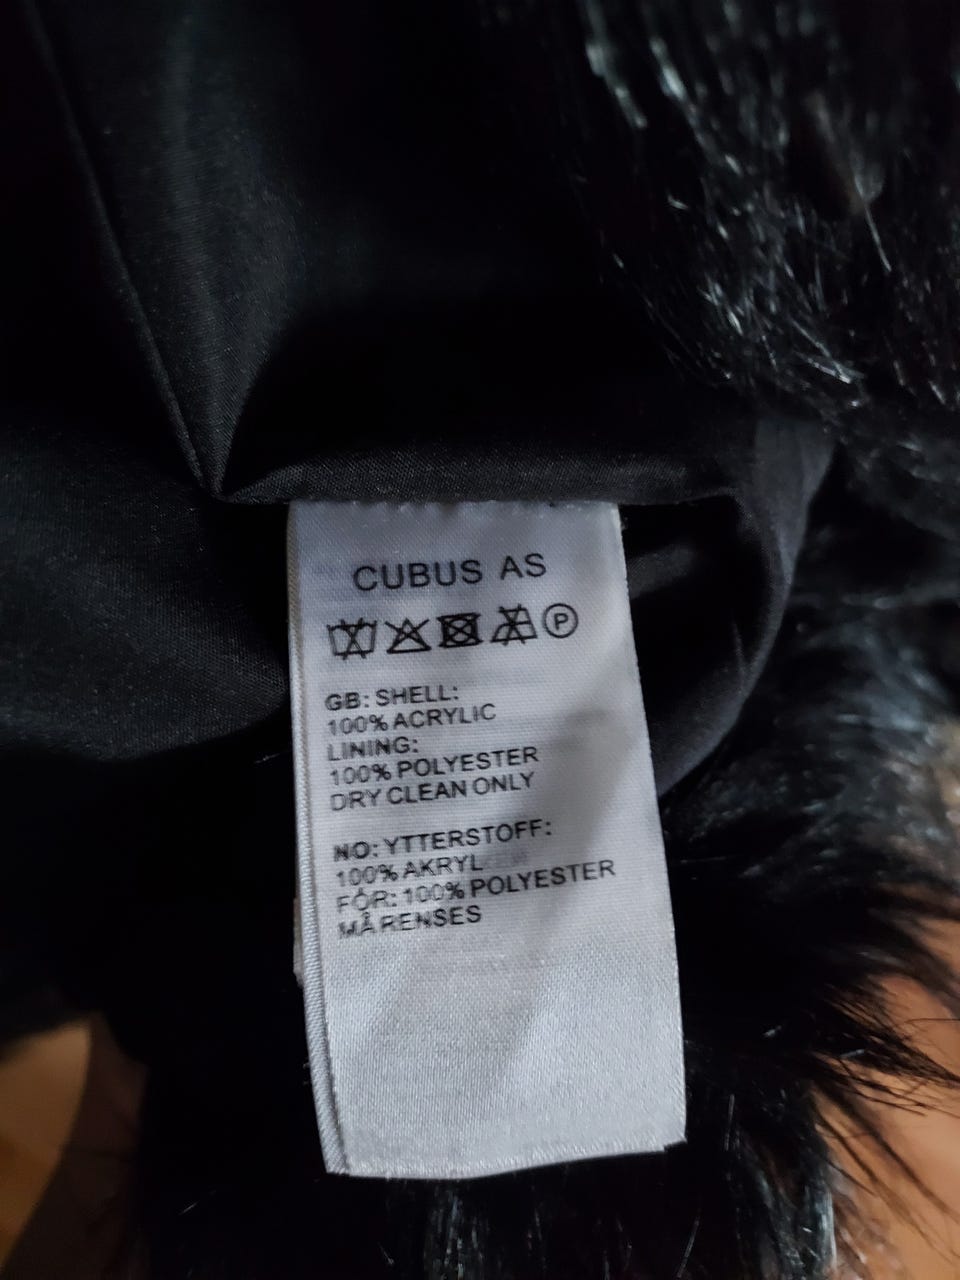 CUBUS AS
P
GB: SHELL:
100% ACRYLIC
LINING:
100% POLYESTER
DRY CLEAN ONLY
NO: YTTERSTOFF:
100% AKRYL
FÔR: 100% POLYESTER
MÅ RENSES